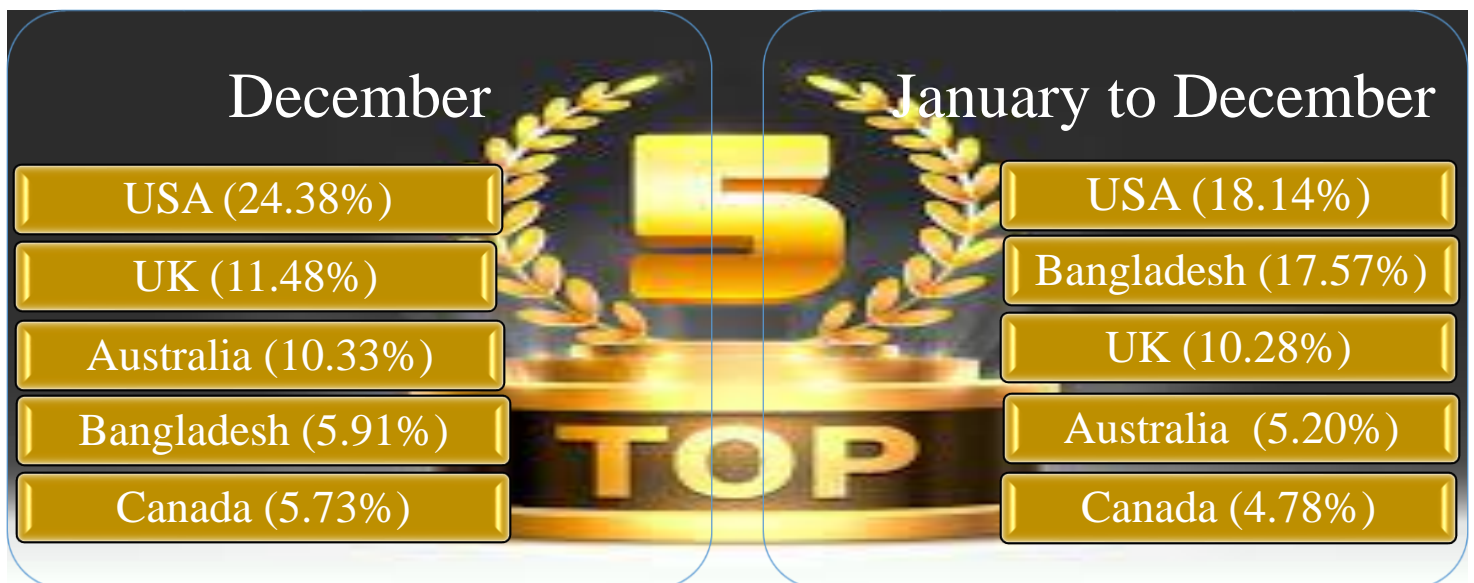 December
USA (24.38%)
UK (11.48%)
Australia (10.33%)
Bangladesh (5.91%)
Canada (5.73%)
5
TOP
January to December
USA (18.14%)
Bangladesh (17.57%)
UK (10.28%)
Australia (5.20%)
Canada (4.78%)